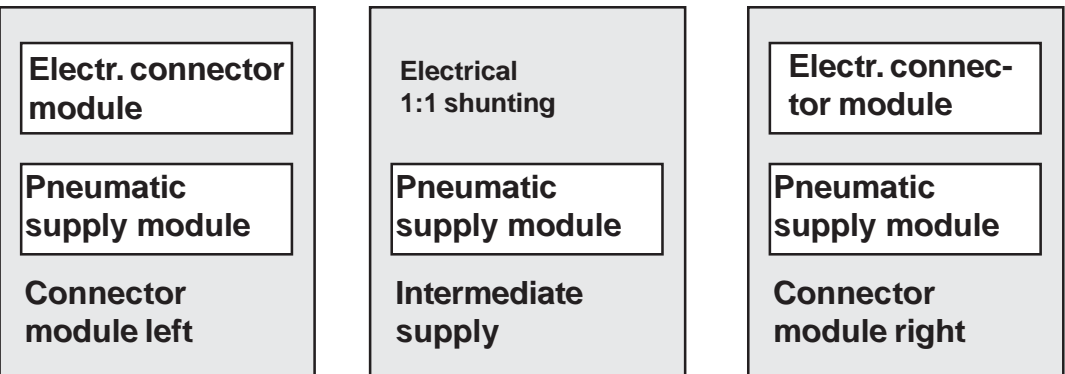 Electr. connector
module
Pneumatic
supply module
Connector
module left
Electrical
1:1 shunting
Pneumatic
supply module
Intermediate
supply
Electr. connec-
tor module
Pneumatic
supply module
Connector
module right